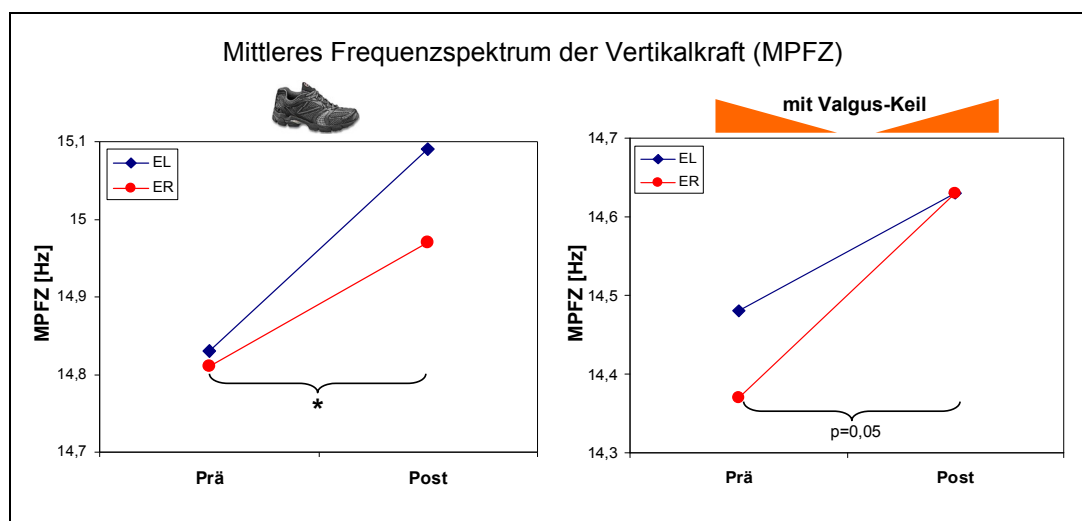 Mittleres Frequenzspektrum der Vertikalkraft (MPFZ)
15,1
15
14,9
14,8
14,7
MPFZ [Hz]
EL
ER
*
Prä Post
mit Valgus-Keil
14,7
14,6
14,5
14,4
14,3
MPFZ [Hz]
EL
ER
p=0,05
Prä Post